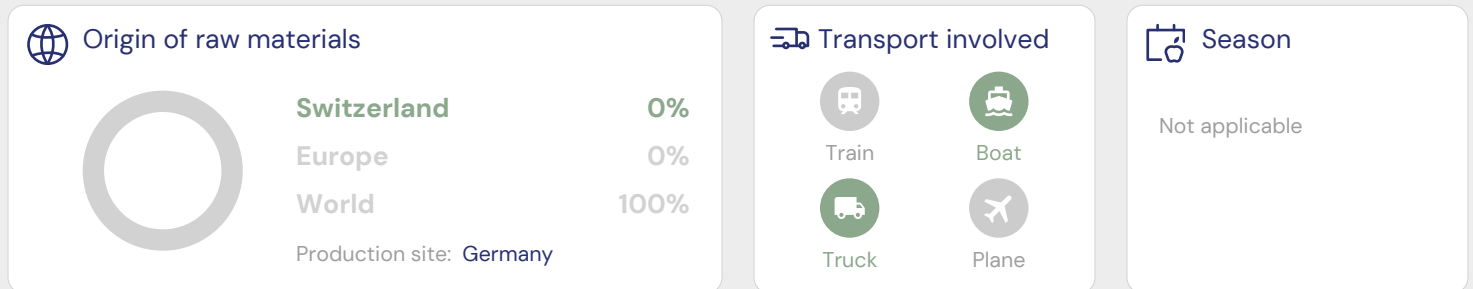 Origin of raw materials
Switzerland 0%
Europe 0%
World 100%
Production site: Germany
Transport involved
Train
Boat
Truck
Plane
Season
Not applicable